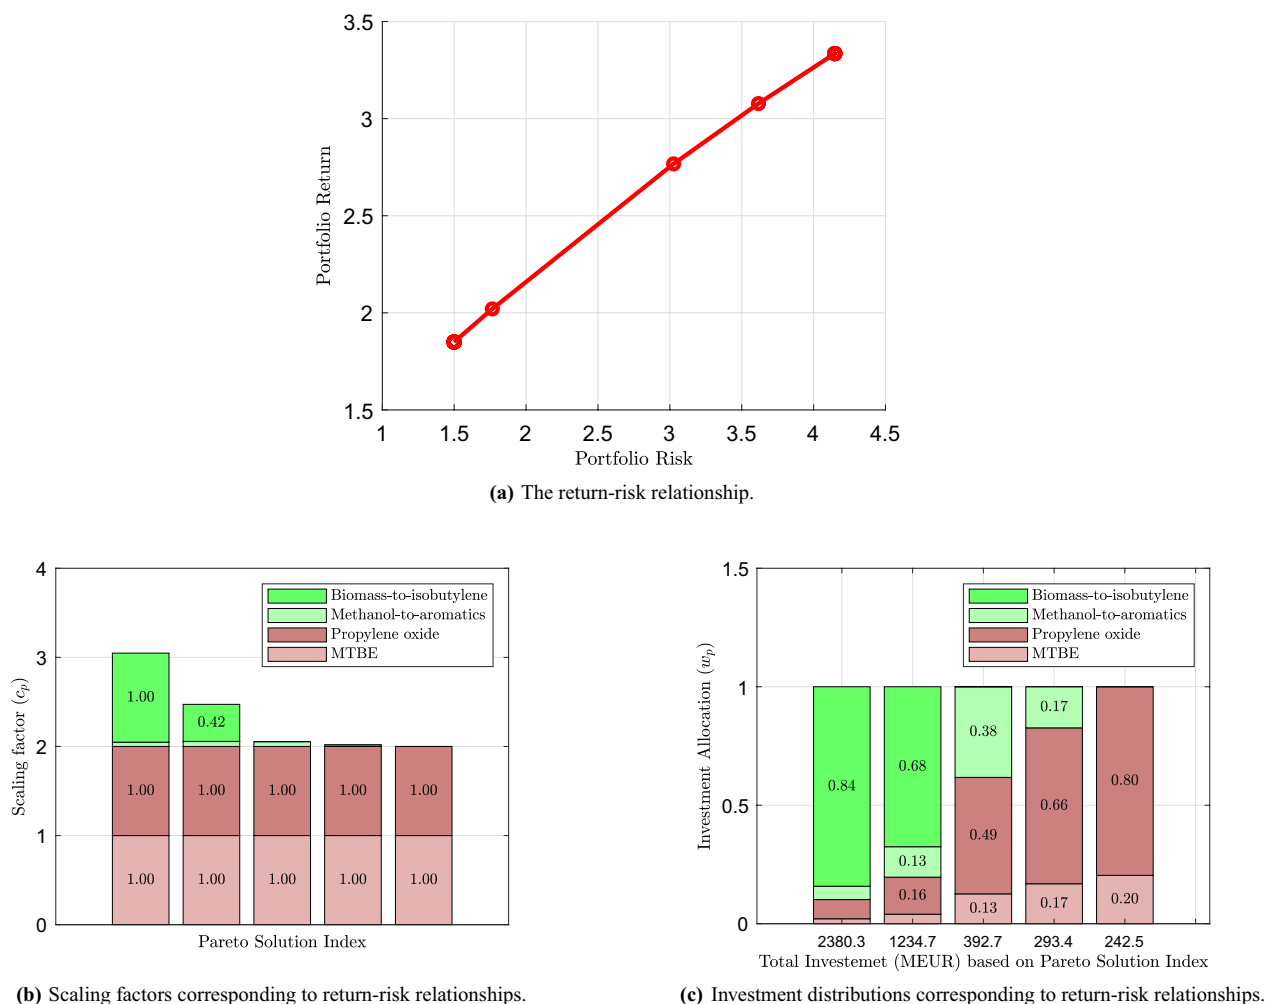 3.5
3
2.5
2
1.5
Portfolio Return
1 1.5 2 2.5 3 3.5 4 4.5
Portfolio Risk
(a) The return-risk relationship.
4
3
2
1
0
Scaling factor (cp)
Biomass-to-isobutylene
Methanol-to-aromatics
Propylene oxide
MTBE
1.00
0.42
1.00 1.00 1.00 1.00 1.00
1.00 1.00 1.00 1.00 1.00
Pareto Solution Index
(b) Scaling factors corresponding to return-risk relationships.
1.5
1
0.5
0
Investment Allocation (wp)
Biomass-to-isobutylene
Methanol-to-aromatics
Propylene oxide
MTBE
0.84
0.68
0.13
0.16
0.38
0.49
0.13
0.17
0.66
0.17
0.80
0.20
2380.3 1234.7 392.7 293.4 242.5
Total Investemet (MEUR) based on Pareto Solution Index
(c) Investment distributions corresponding to return-risk relationships.